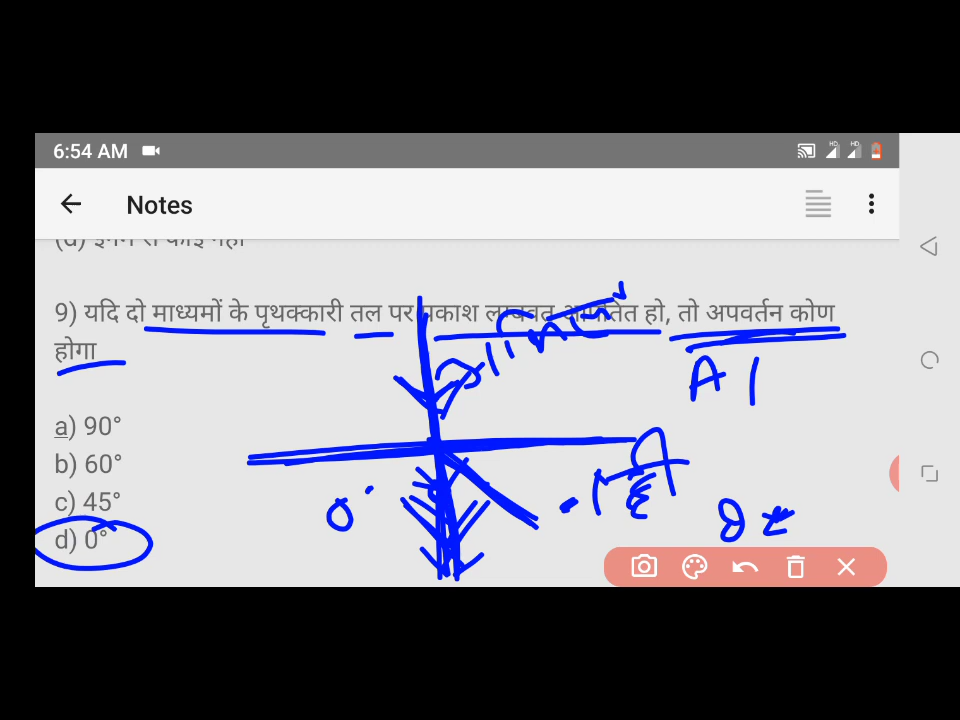 6:54 AM
Notes
9) यदि दो माध्यमों के पृथक्कारी तल पर प्रकाश लम्बवत आपतित हो, तो अपवर्तन कोण
होगा
a) 90°
b) 60°
c) 45°
d) 0°
0°